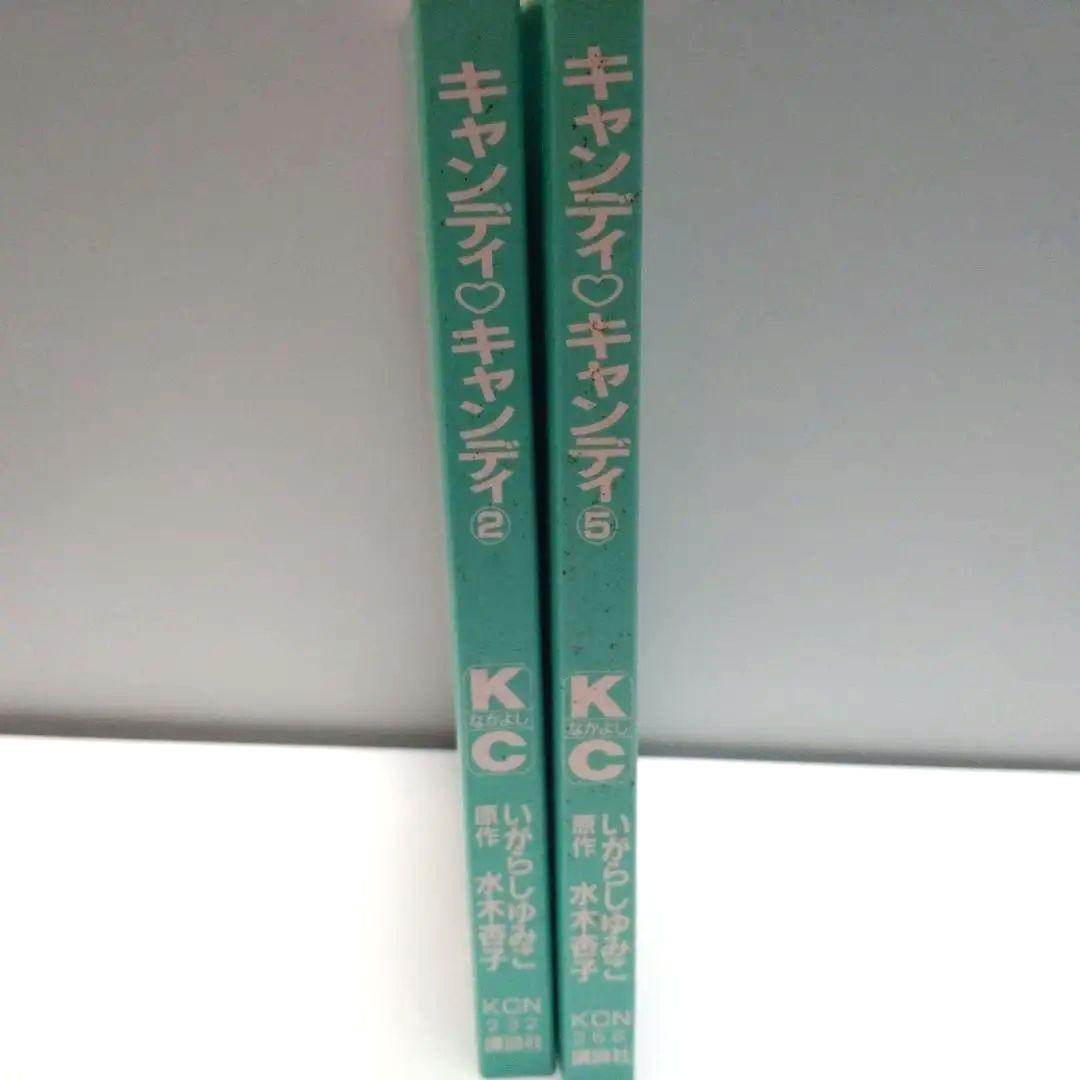 キャンディ♡キャンディ②
K
なかよし
C
いがらしゆみこ
原作 水木杏子
KCN
232
講談社
キャンディ♡キャンディ⑤
K
なかよし
C
いがらしゆみこ
原作 水木杏子
KCN
講談社